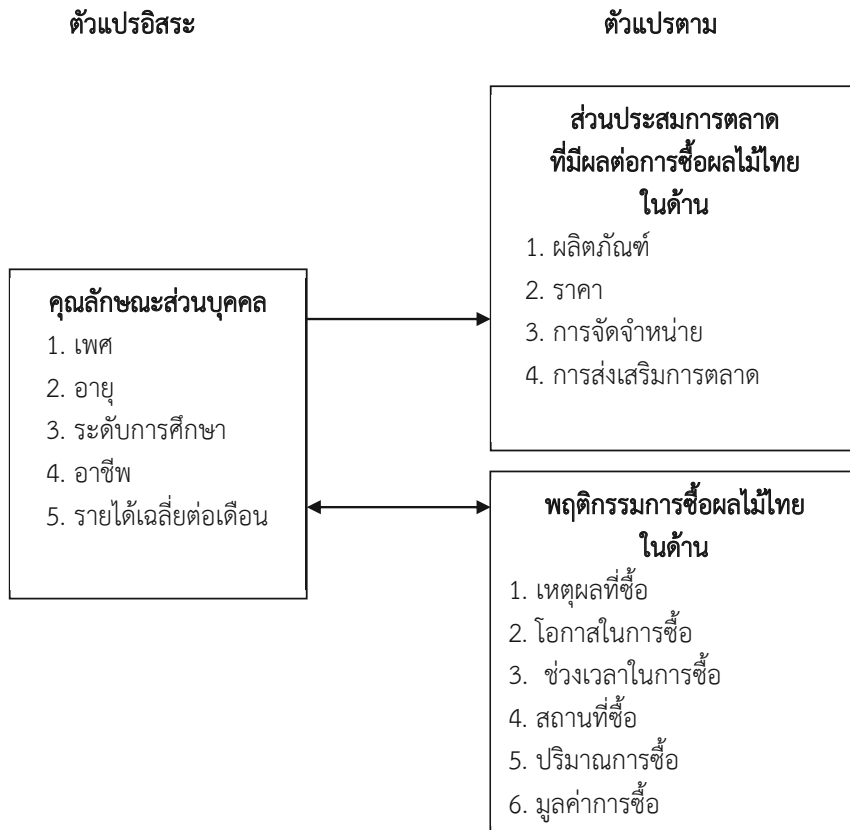 ตัวแปรอิสระ
ตัวแปรตาม
ส่วนประสมการตลาด
ที่มีผลต่อการซื้อผลไม้ไทย
ในด้าน
1. ผลิตภัณฑ์
2. ราคา
3. การจัดจำหน่าย
4. การส่งเสริมการตลาด
คุณลักษณะส่วนบุคคล
1. เพศ
2. อายุ
3. ระดับการศึกษา
4. อาชีพ
5. รายได้เฉลี่ยต่อเดือน
พฤติกรรมการซื้อผลไม้ไทย
ในด้าน
1. เหตุผลที่ซื้อ
2. โอกาสในการซื้อ
3. ช่วงเวลาในการซื้อ
4. สถานที่ซื้อ
5. ปริมาณการซื้อ
6. มูลค่าการซื้อ